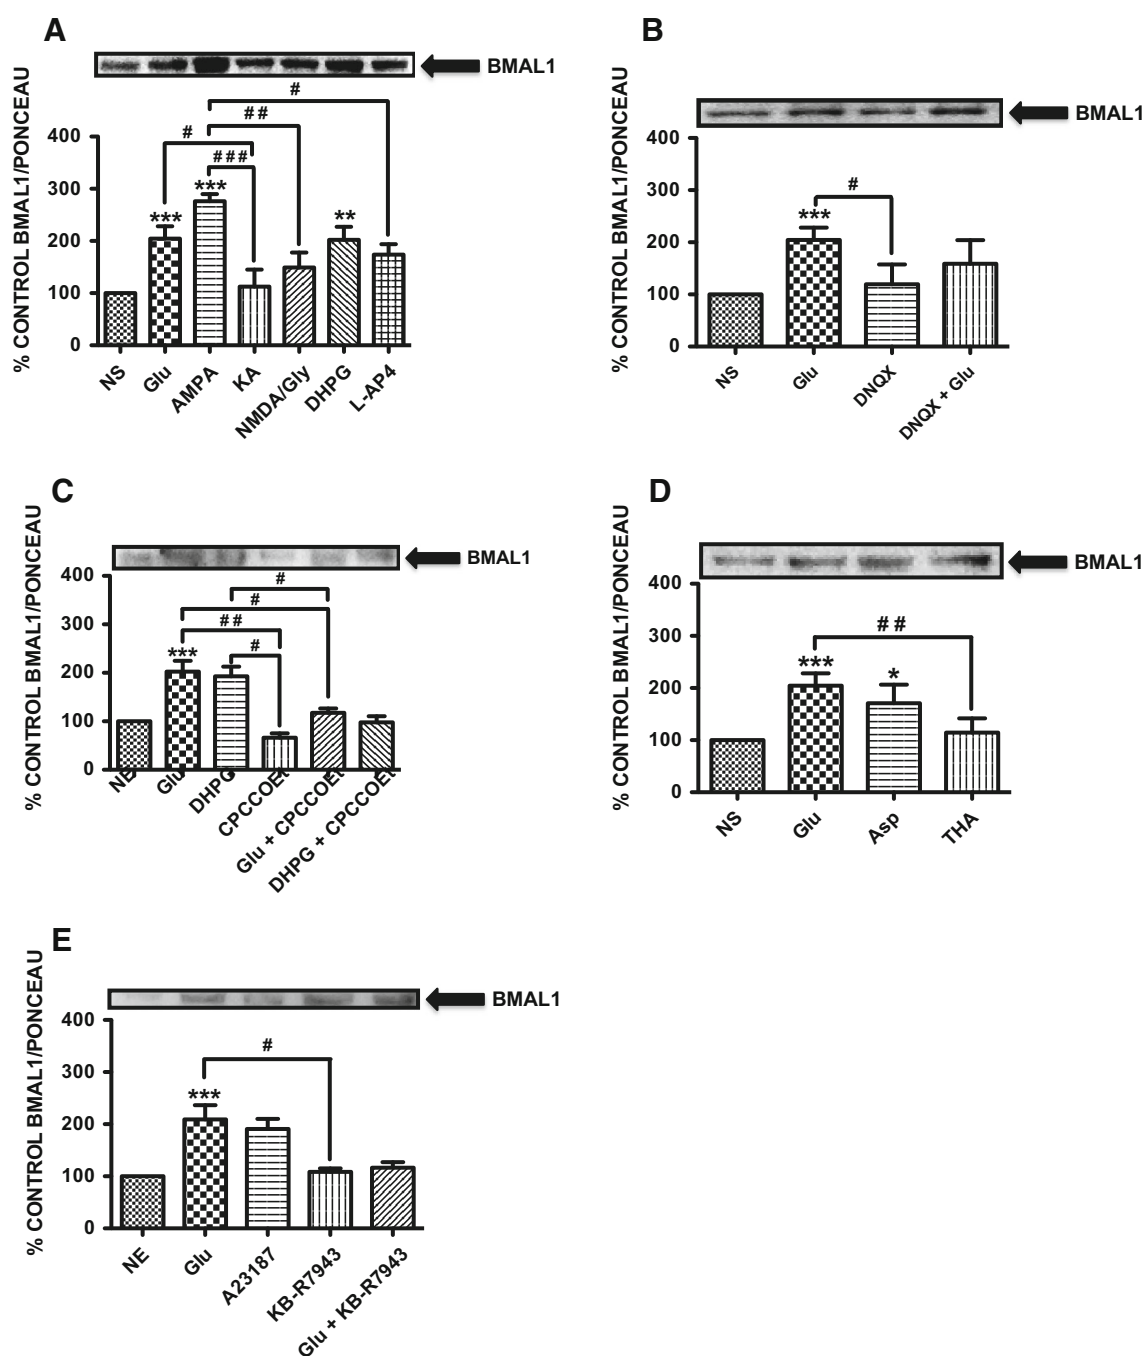 A
BMAL1
% CONTROL BMAL1/PONCEAU
400
300
200
100
0
#
# #
#
# # #
***
***
**
NS
Glu
AMPA
KA
NMDA/Gly
DHPG
L-AP4
B
BMAL1
% CONTROL BMAL1/PONCEAU
400
300
200
100
0
#
***
NS
Glu
DNQX
DNQX + Glu
C
BMAL1
% CONTROL BMAL1/PONCEAU
400
300
200
100
0
#
#
# #
#
***
NE
Glu
DHPG
CPCCOEt
Glu + CPCCOEt
DHPG + CPCCOEt
D
BMAL1
% CONTROL BMAL1/PONCEAU
400
300
200
100
0
# #
***
*
NS
Glu
Asp
THA
E
BMAL1
% CONTROL BMAL1/PONCEAU
400
300
200
100
0
#
***
NE
Glu
A23187
KB-R7943
Glu + KB-R7943